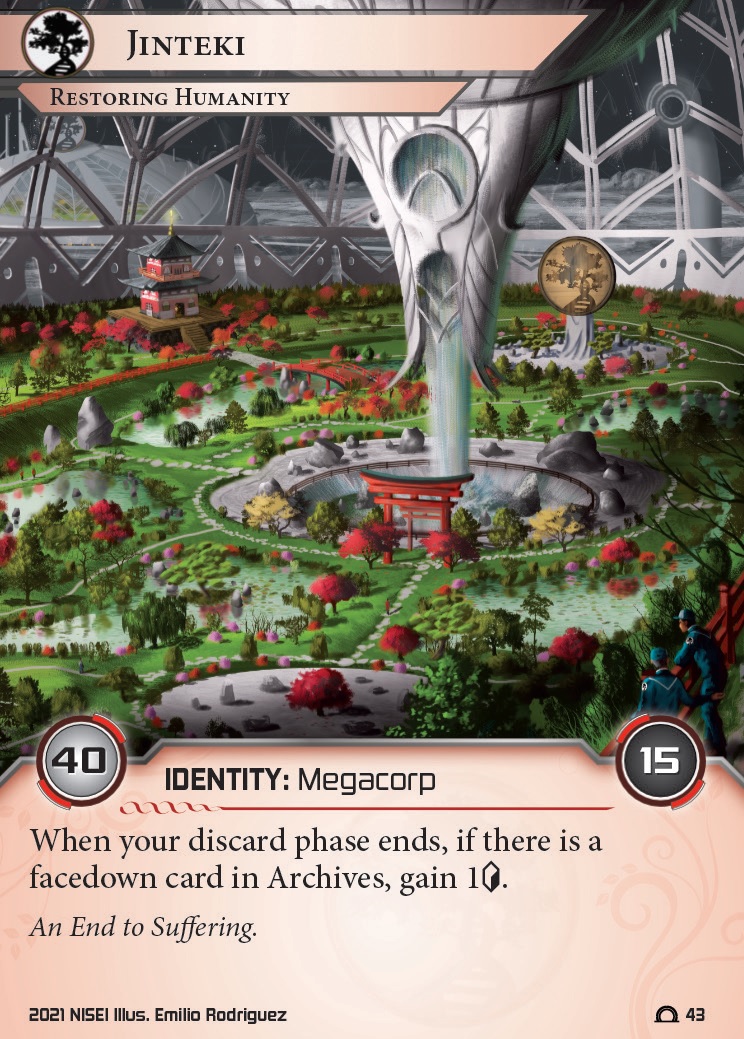 Jinteki
Restoring Humanity
40
IDENTITY: Megacorp
15
When your discard phase ends, if there is a
facedown card in Archives, gain 1.
An End to Suffering.
2021 NISEI Illus. Emilio Rodriguez
43